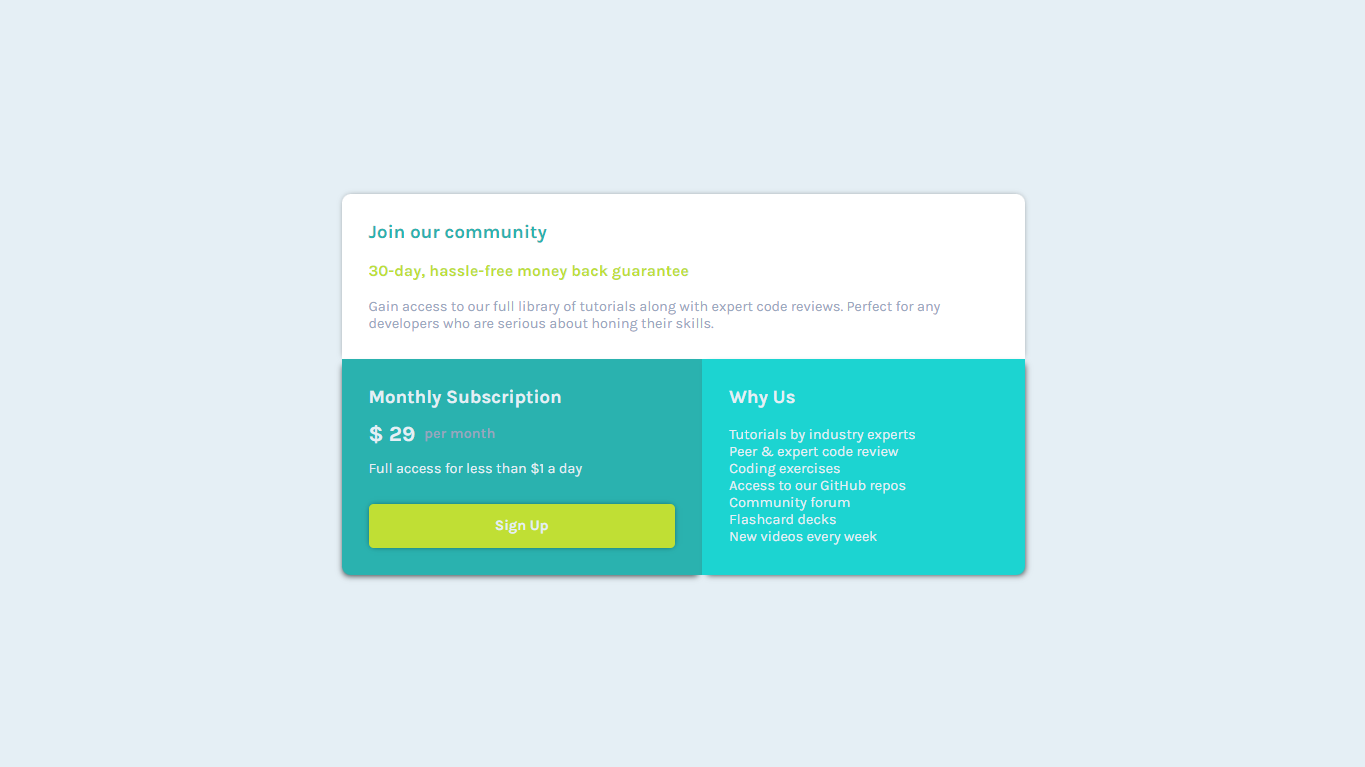 Join our community
30-day, hassle-free money back guarantee
Gain access to our full library of tutorials along with expert code reviews. Perfect for any
developers who are serious about honing their skills.
Monthly Subscription
$ 29 per month
Full access for less than $1 a day
Sign Up
Why Us
Tutorials by industry experts
Peer & expert code review
Coding exercises
Access to our GitHub repos
Community forum
Flashcard decks
New videos every week